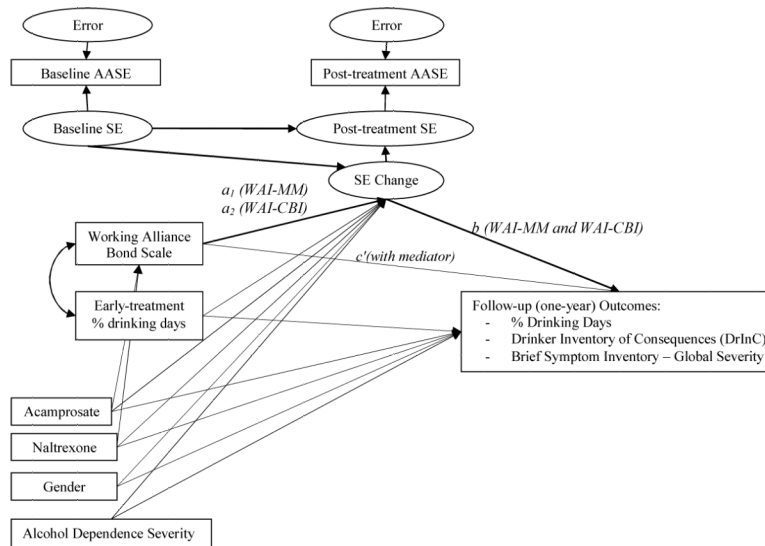 Error
Error
Baseline AASE
Post-treatment AASE
Baseline SE
Post-treatment SE
SE Change
a1 (WAI-MM)
a2 (WAI-CBI)
b (WAI-MM and WAI-CBI)
Working Alliance
Bond Scale
c'(with mediator)
Early-treatment
% drinking days
Follow-up (one-year) Outcomes:
- % Drinking Days
- Drinker Inventory of Consequences (DrInC)
- Brief Symptom Inventory – Global Severity
Acamprosate
Naltrexone
Gender
Alcohol Dependence Severity